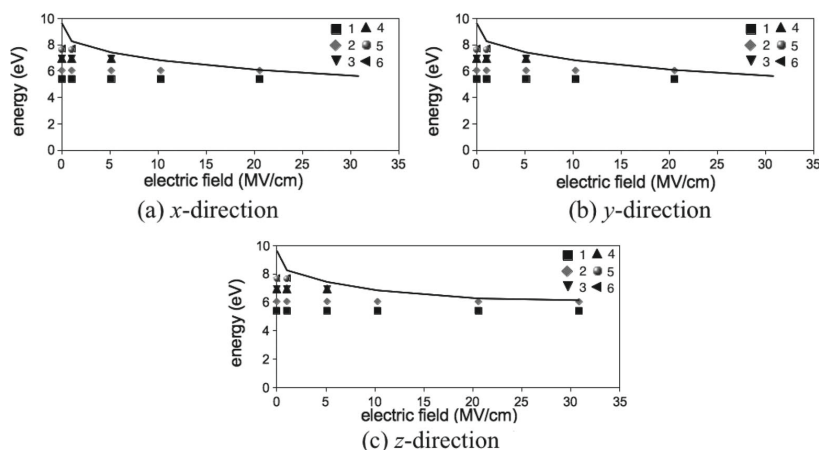 10
8
6
4
2
0
energy (eV)
1 4
2 5
3 6
0 5 10 15 20 25 30 35
electric field (MV/cm)
(a) x-direction
10
8
6
4
2
0
energy (eV)
1 4
2 5
3 6
0 5 10 15 20 25 30 35
electric field (MV/cm)
(b) y-direction
10
8
6
4
2
0
energy (eV)
1 4
2 5
3 6
0 5 10 15 20 25 30 35
electric field (MV/cm)
(c) z-direction